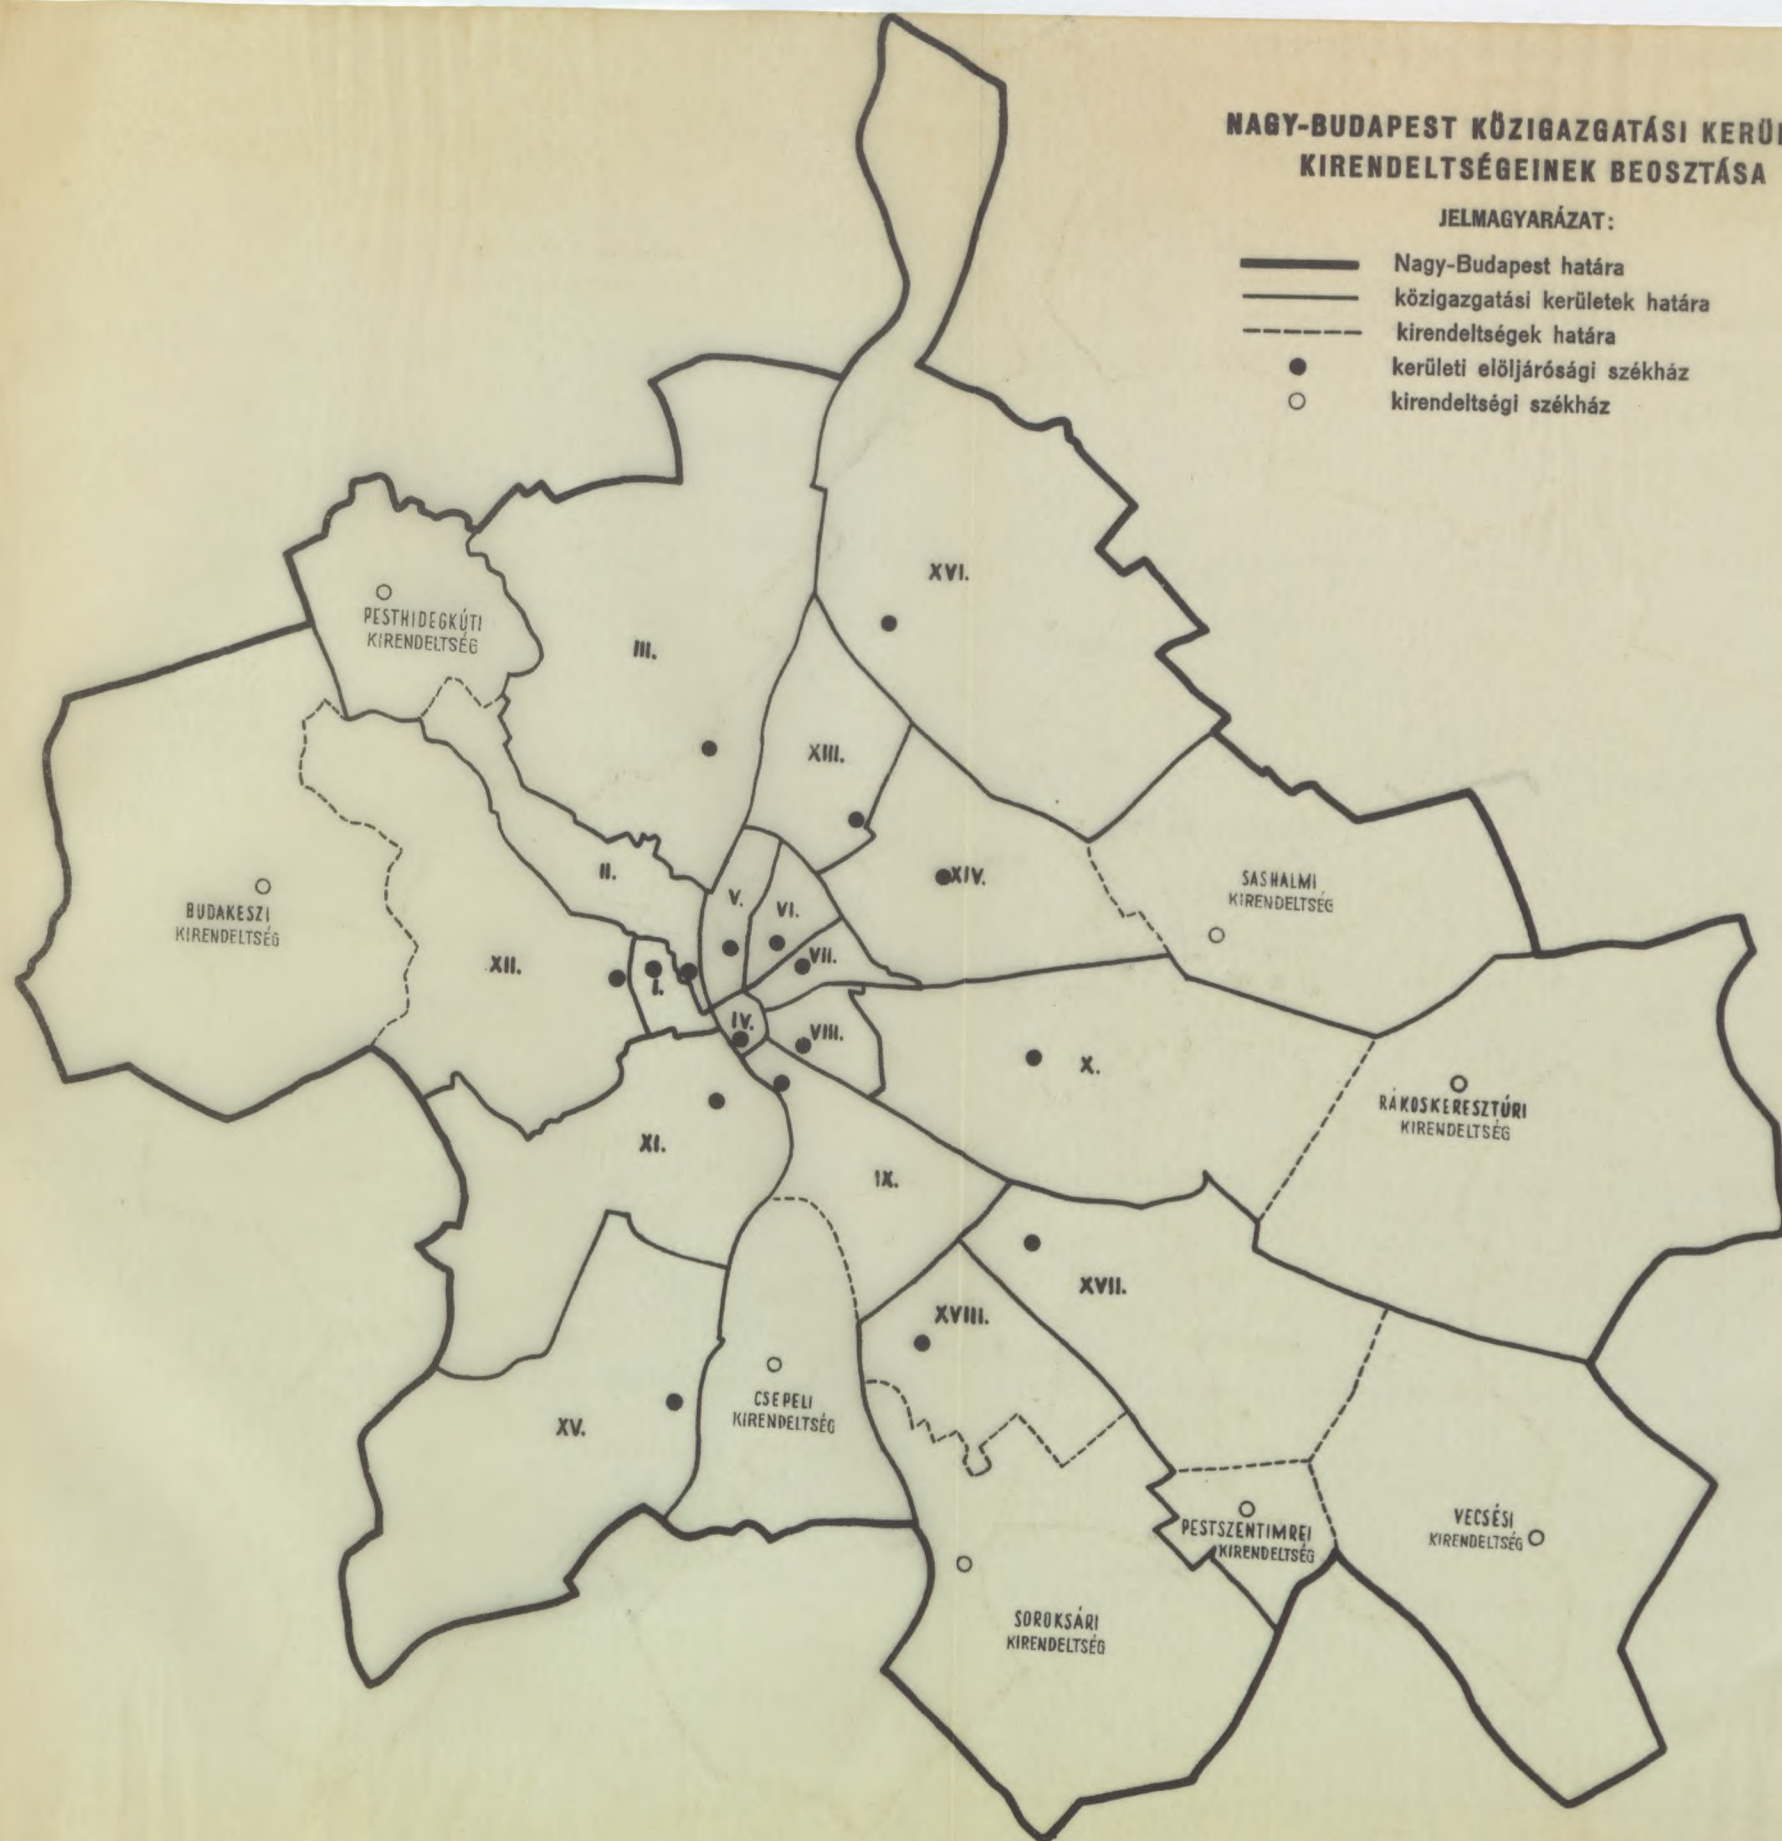 NAGY-BUDAPEST KÖZIGAZGATÁSI
KIRENDELTSÉGEINEK BEOSZTÁSA
JELMAGYARÁZAT:
Nagy-Budapest határa
közigazgatási kerületek határa
kirendeltségek határa
kerületi elöljárósági székház
kirendeltségi székház
XVI.
PESTHIDEGKÚTI
KIRENDELTSÉG
III.
XIII.
II.
XIV.
SASHALMI
KIRENDELTSÉG
V.
VI.
BUDAKESZI
KIRENDELTSÉG
XII.
VII.
I.
IV.
VIII.
X.
RÁKOSKERESZTÚRI
KIRENDELTSÉG
XI.
IX.
XVII.
XVIII.
CSEPELI
KIRENDELTSÉG
XV.
PESTSZENTIMREI
KIRENDELTSÉG
VECSÉSI
KIRENDELTSÉG
SOROKSÁRI
KIRENDELTSÉG